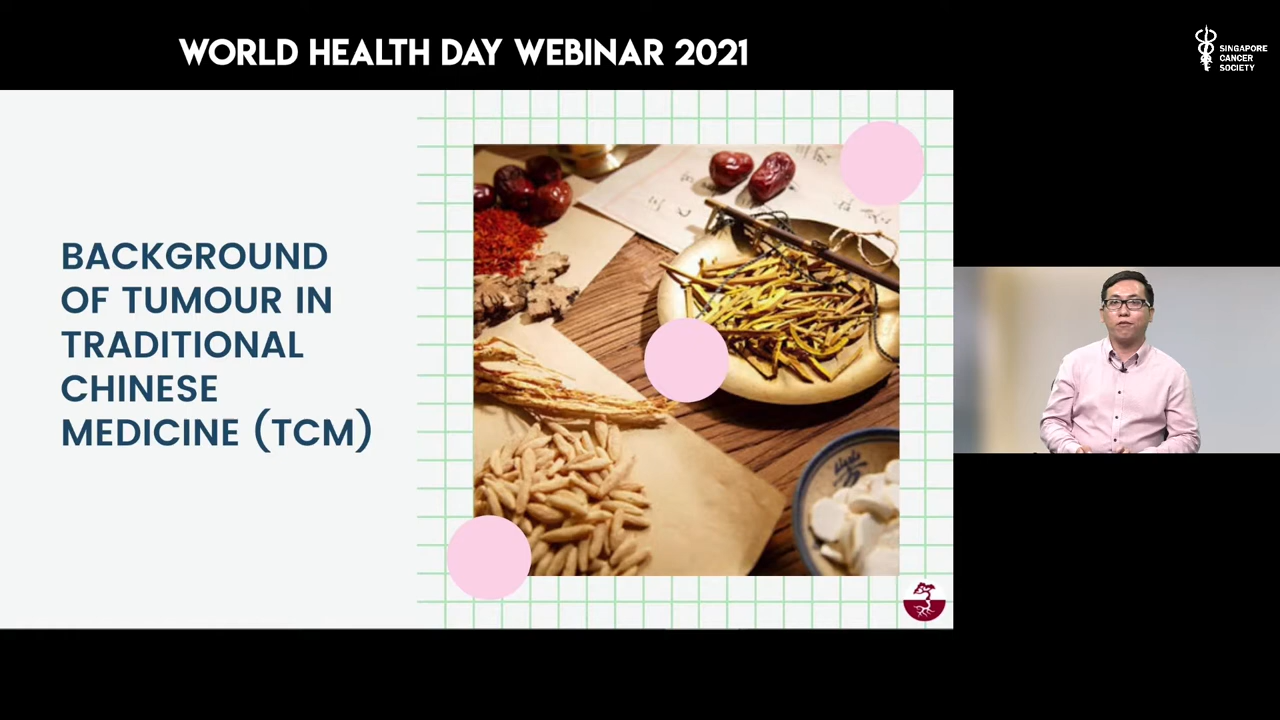 WORLD HEALTH DAY WEBINAR 2021
SINGAPORE
CANCER
SOCIETY
BACKGROUND
OF TUMOUR IN
TRADITIONAL
CHINESE
MEDICINE (TCM)